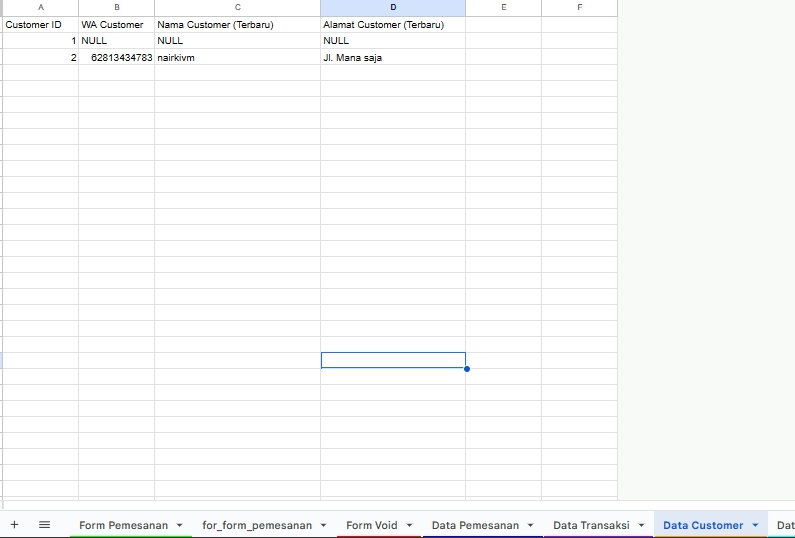 A B C D E F
Customer ID WA Customer Nama Customer (Terbaru) Alamat Customer (Terbaru)
1 NULL NULL NULL
2 62813434783 nairkivm Jl. Mana saja
+ Form Pemesanan for_form_pemesanan Form Void Data Pemesanan Data Transaksi Data Customer Dat